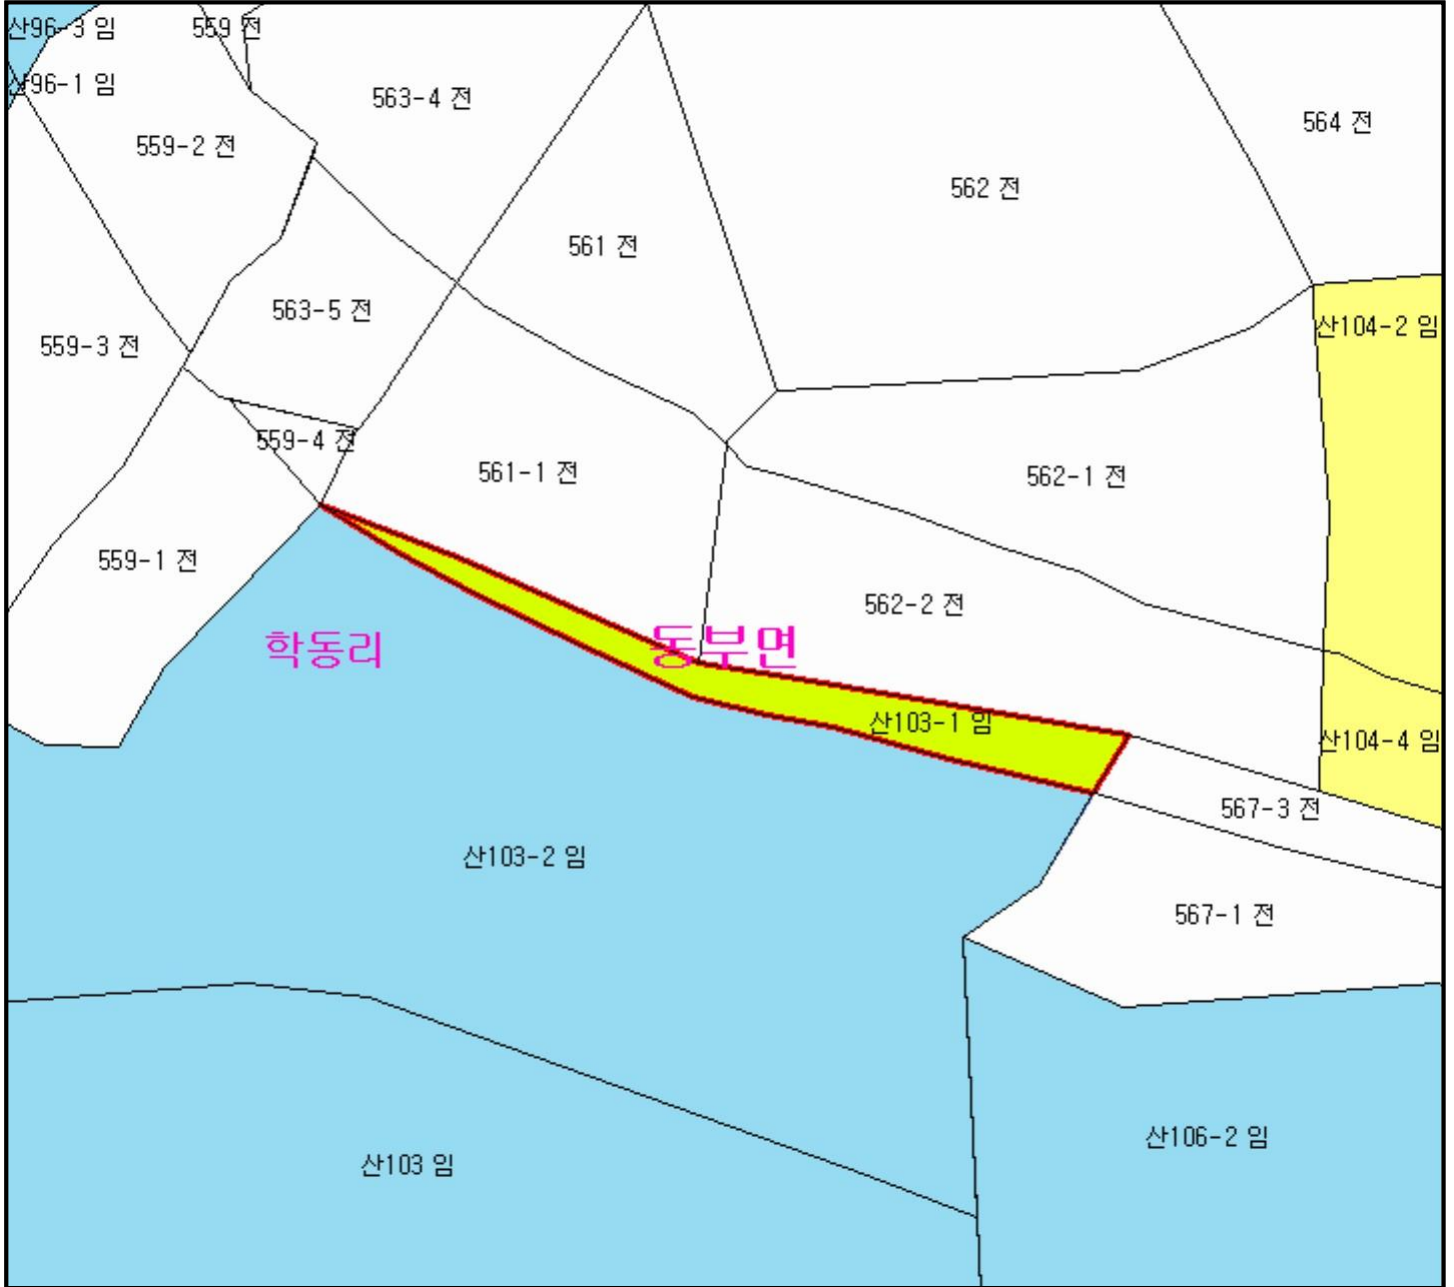 산96-3 임
559 전
산96-1 임
563-4 전
564 전
559-2 전
562 전
561 전
563-5 전
산104-2 임
559-3 전
559-4 전
561-1 전
562-1 전
559-1 전
562-2 전
학동리
동부면
산103-1 임
산104-4 임
567-3 전
산103-2 임
567-1 전
산106-2 임
산103 임